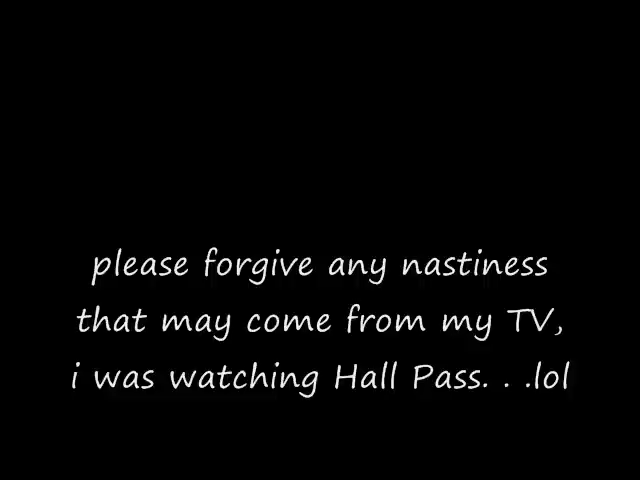 please forgive any nastiness
that may come from my TV,
i was watching Hall Pass. . .lol